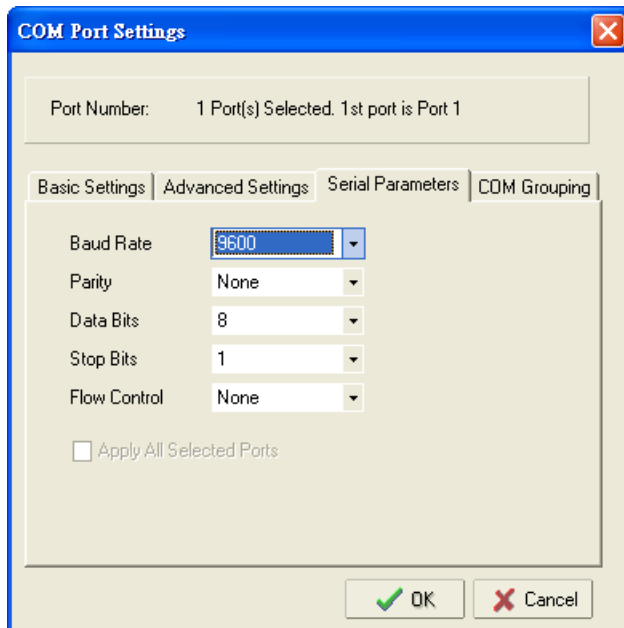 COM Port Settings
Port Number: 1 Port(s) Selected. 1st port is Port 1
Basic Settings Advanced Settings Serial Parameters COM Grouping
Baud Rate 9600
Parity None
Data Bits 8
Stop Bits 1
Flow Control None
Apply All Selected Ports
OK Cancel